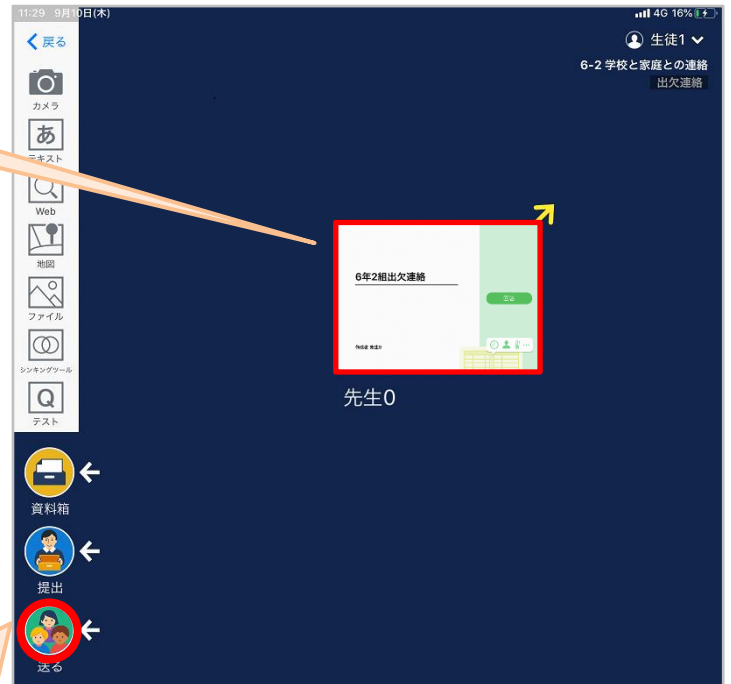 11:29 9月10日(木)
4G 16%
戻る
生徒1
6-2 学校と家庭との連絡
出欠連絡
カメラ
あ
テキスト
Web
地図
ファイル
シンキングツール
Q
テスト
6年2組出欠連絡
先生0
資料箱
提出
送る